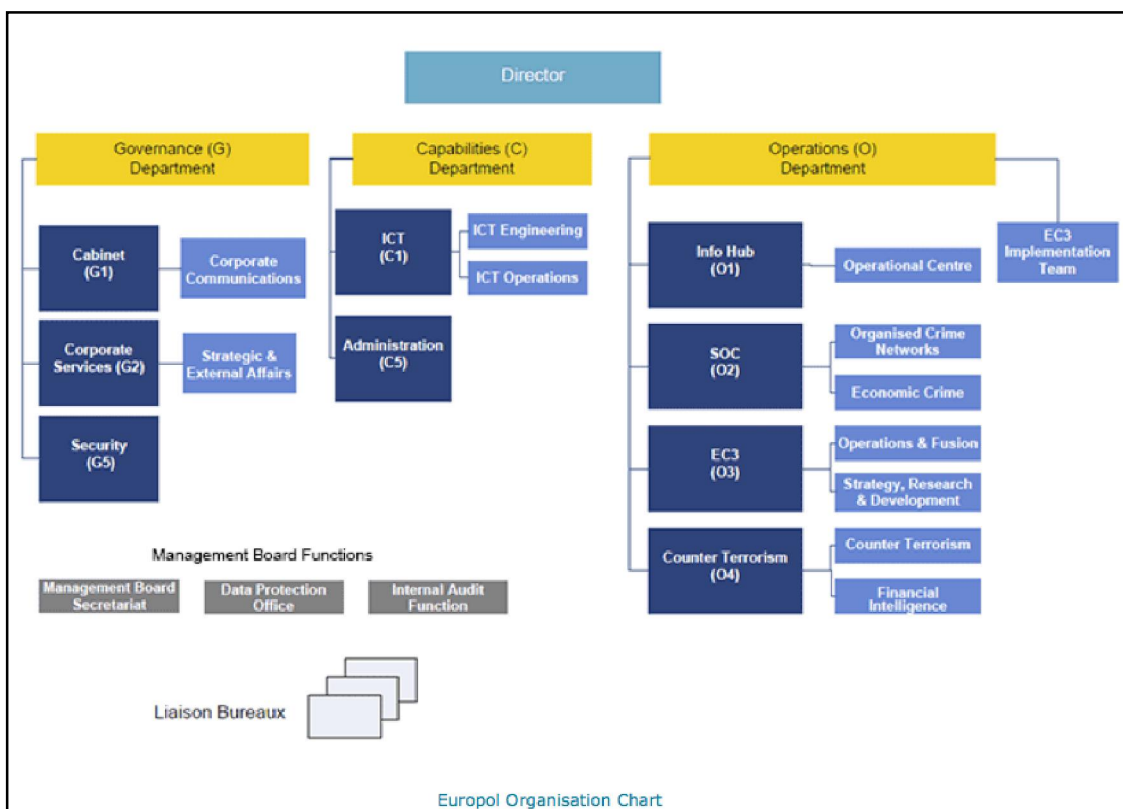 Director
Governance (G)
Department
Cabinet
(G1)
Corporate
Communications
Corporate
Services (G2)
Strategic &
External Affairs
Security
(G5)
Capabilities (C)
Department
ICT
(C1)
ICT Engineering
ICT Operations
Administration
(C5)
Operations (O)
Department
Info Hub
(O1)
Operational Centre
EC3
Implementation
Team
SOC
(O2)
Organised Crime
Networks
Economic Crime
EC3
(O3)
Operations & Fusion
Strategy, Research
& Development
Counter Terrorism
(O4)
Counter Terrorism
Financial
Intelligence
Management Board Functions
Management Board
Secretariat
Data Protection
Office
Internal Audit
Function
Liaison Bureaux
Europol Organisation Chart